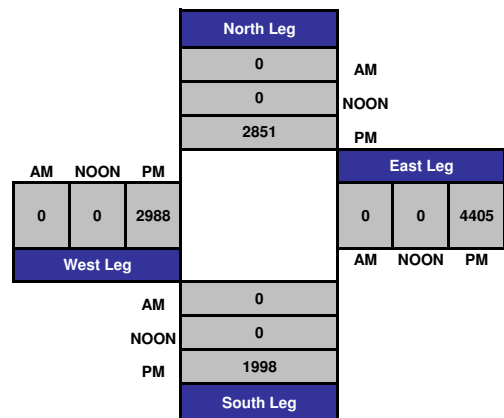 North Leg
0 AM
0 NOON
2851 PM
AM NOON PM East Leg
0 0 2988 0 0 4405
West Leg AM NOON PM
AM 0
NOON 0
PM 1998
South Leg